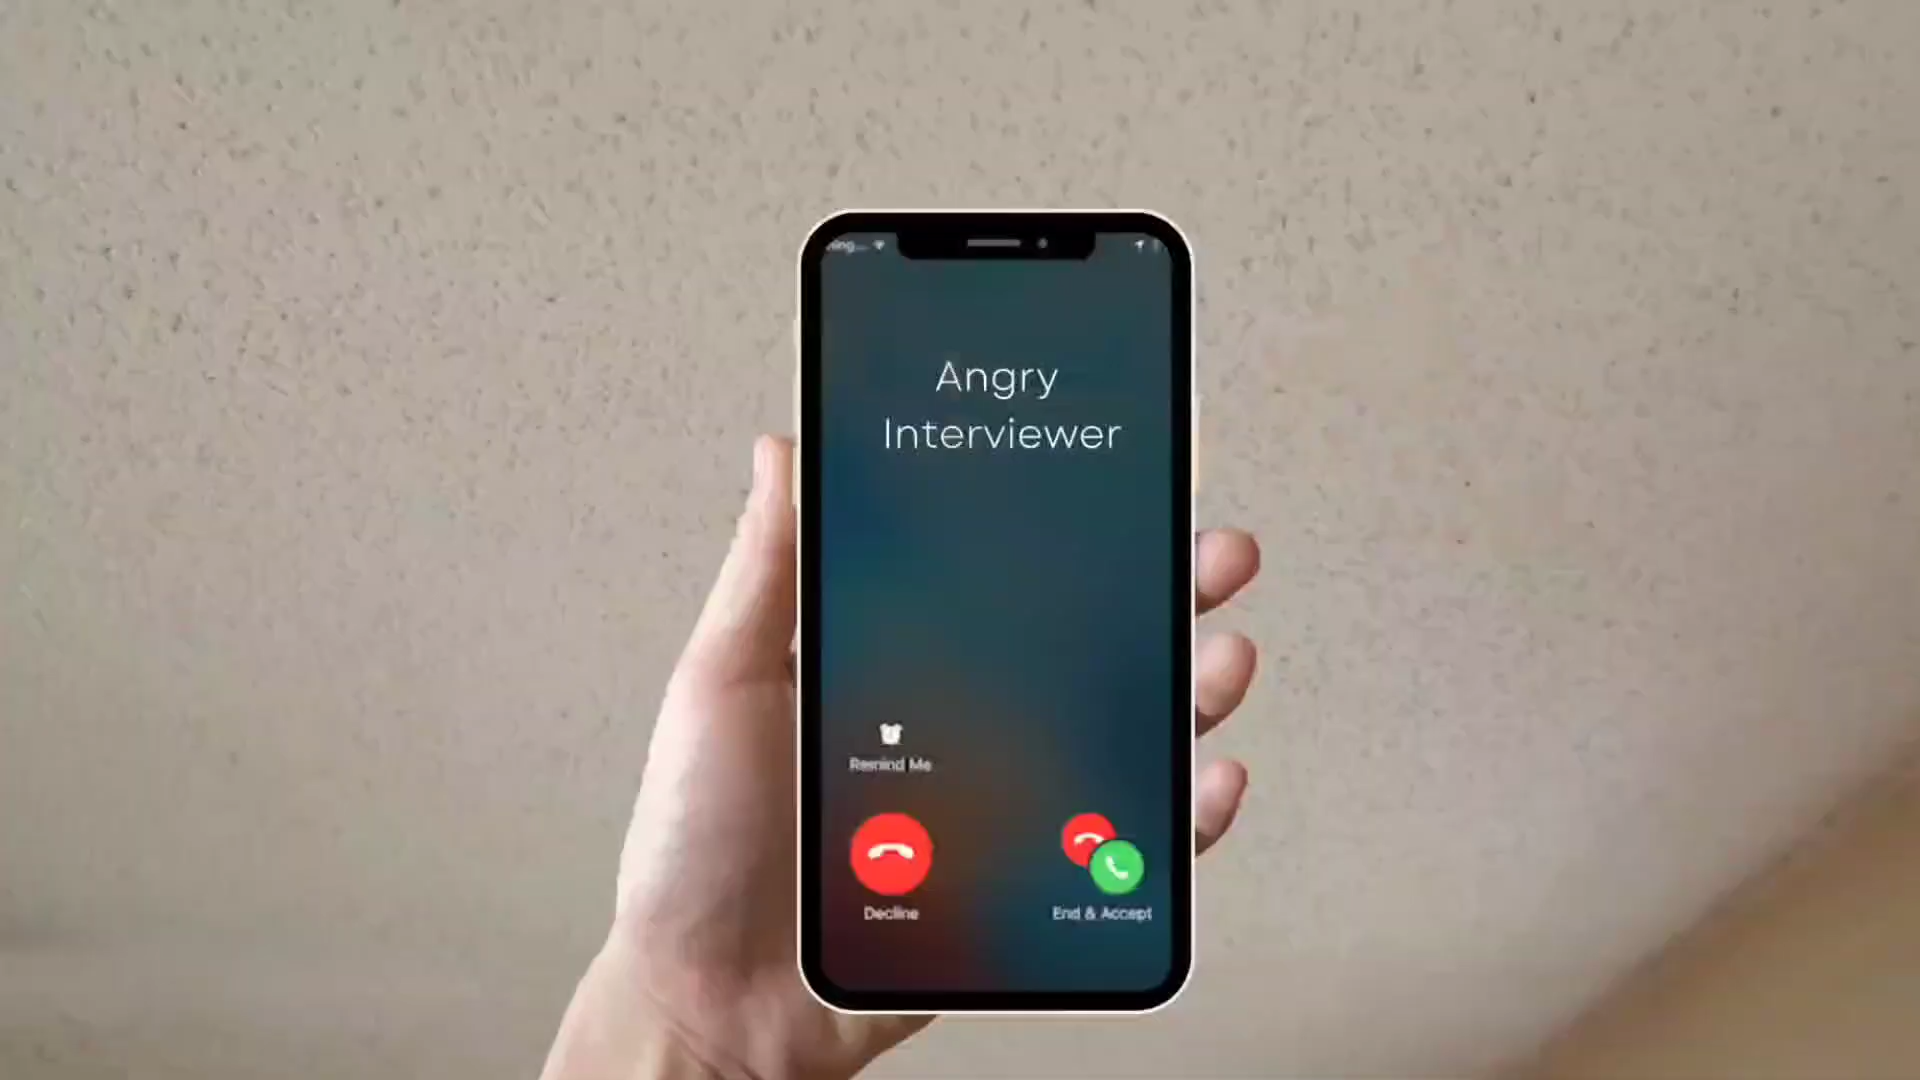 Angry
Interviewer
Remind Me
Decline
End & Accept